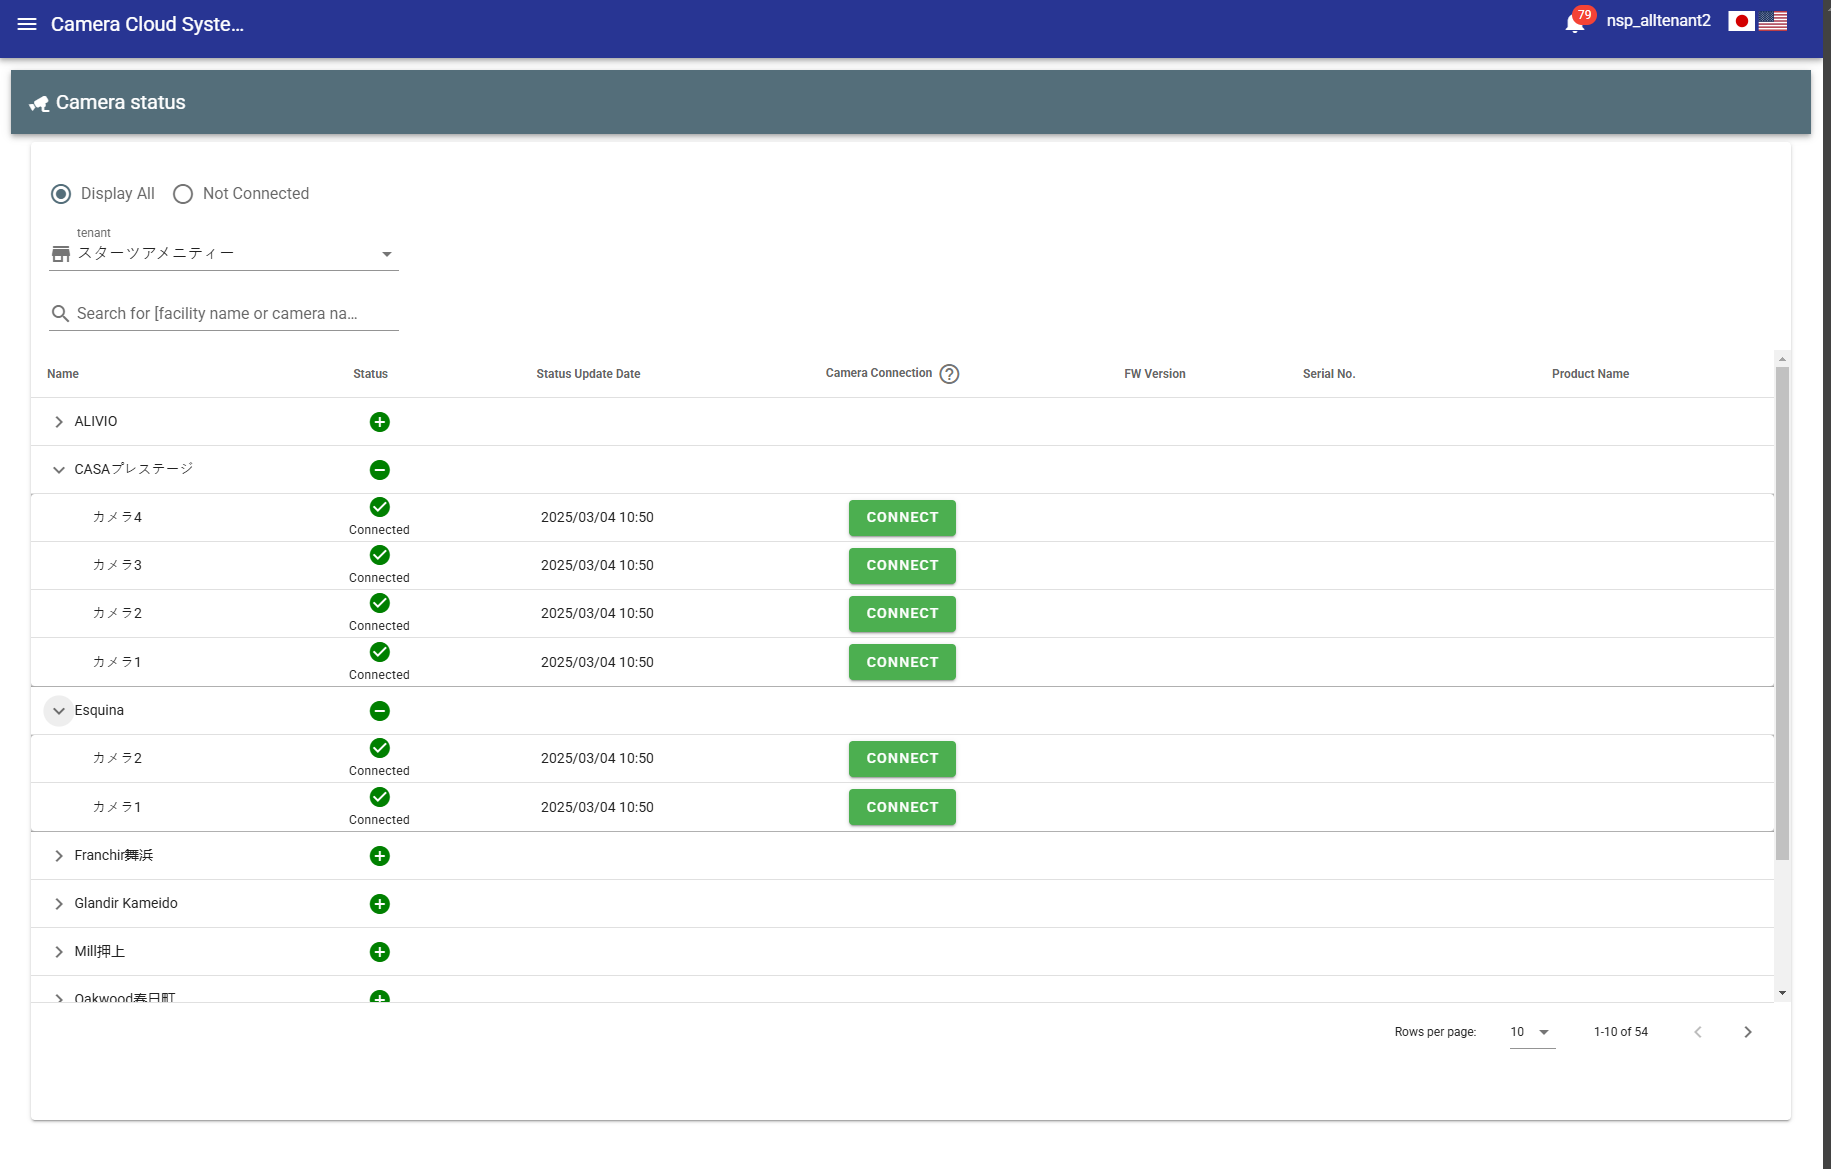 Camera Cloud Syste...
79
nsp_alltenant2
Camera status
Display All
Not Connected
tenant
スターツアメニティー
Search for [facility name or camera na...
Name Status Status Update Date Camera Connection ? FW Version Serial No. Product Name
ALIVIO
CASAプレステージ
カメラ4 Connected 2025/03/04 10:50 CONNECT
カメラ3 Connected 2025/03/04 10:50 CONNECT
カメラ2 Connected 2025/03/04 10:50 CONNECT
カメラ1 Connected 2025/03/04 10:50 CONNECT
Esquina
カメラ2 Connected 2025/03/04 10:50 CONNECT
カメラ1 Connected 2025/03/04 10:50 CONNECT
Franchir舞浜
Glandir Kameido
Mill押上
Oakwood春日町
Rows per page: 10 1-10 of 54